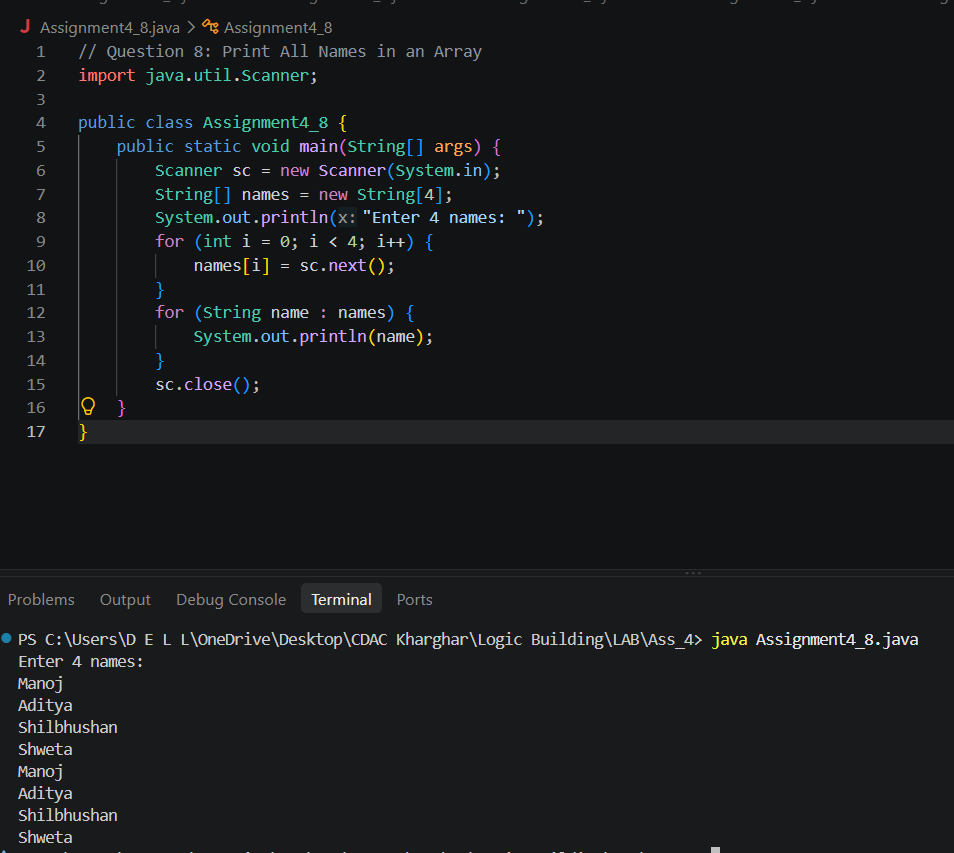 Assignment4_8.java > Assignment4_8
1 // Question 8: Print All Names in an Array
2 import java.util.Scanner;
3
4 public class Assignment4_8 {
5     public static void main(String[] args) {
6         Scanner sc = new Scanner(System.in);
7         String[] names = new String[4];
8         System.out.println(x: "Enter 4 names: ");
9         for (int i = 0; i < 4; i++) {
10             names[i] = sc.next();
11         }
12         for (String name : names) {
13             System.out.println(name);
14         }
15         sc.close();
16     }
17 }
Problems Output Debug Console Terminal Ports
PS C:\Users\D E L L\OneDrive\Desktop\CDAC Kharghar\Logic Building\LAB\Ass_4> java Assignment4_8.java
Enter 4 names:
Manoj
Aditya
Shilbhushan
Shweta
Manoj
Aditya
Shilbhushan
Shweta